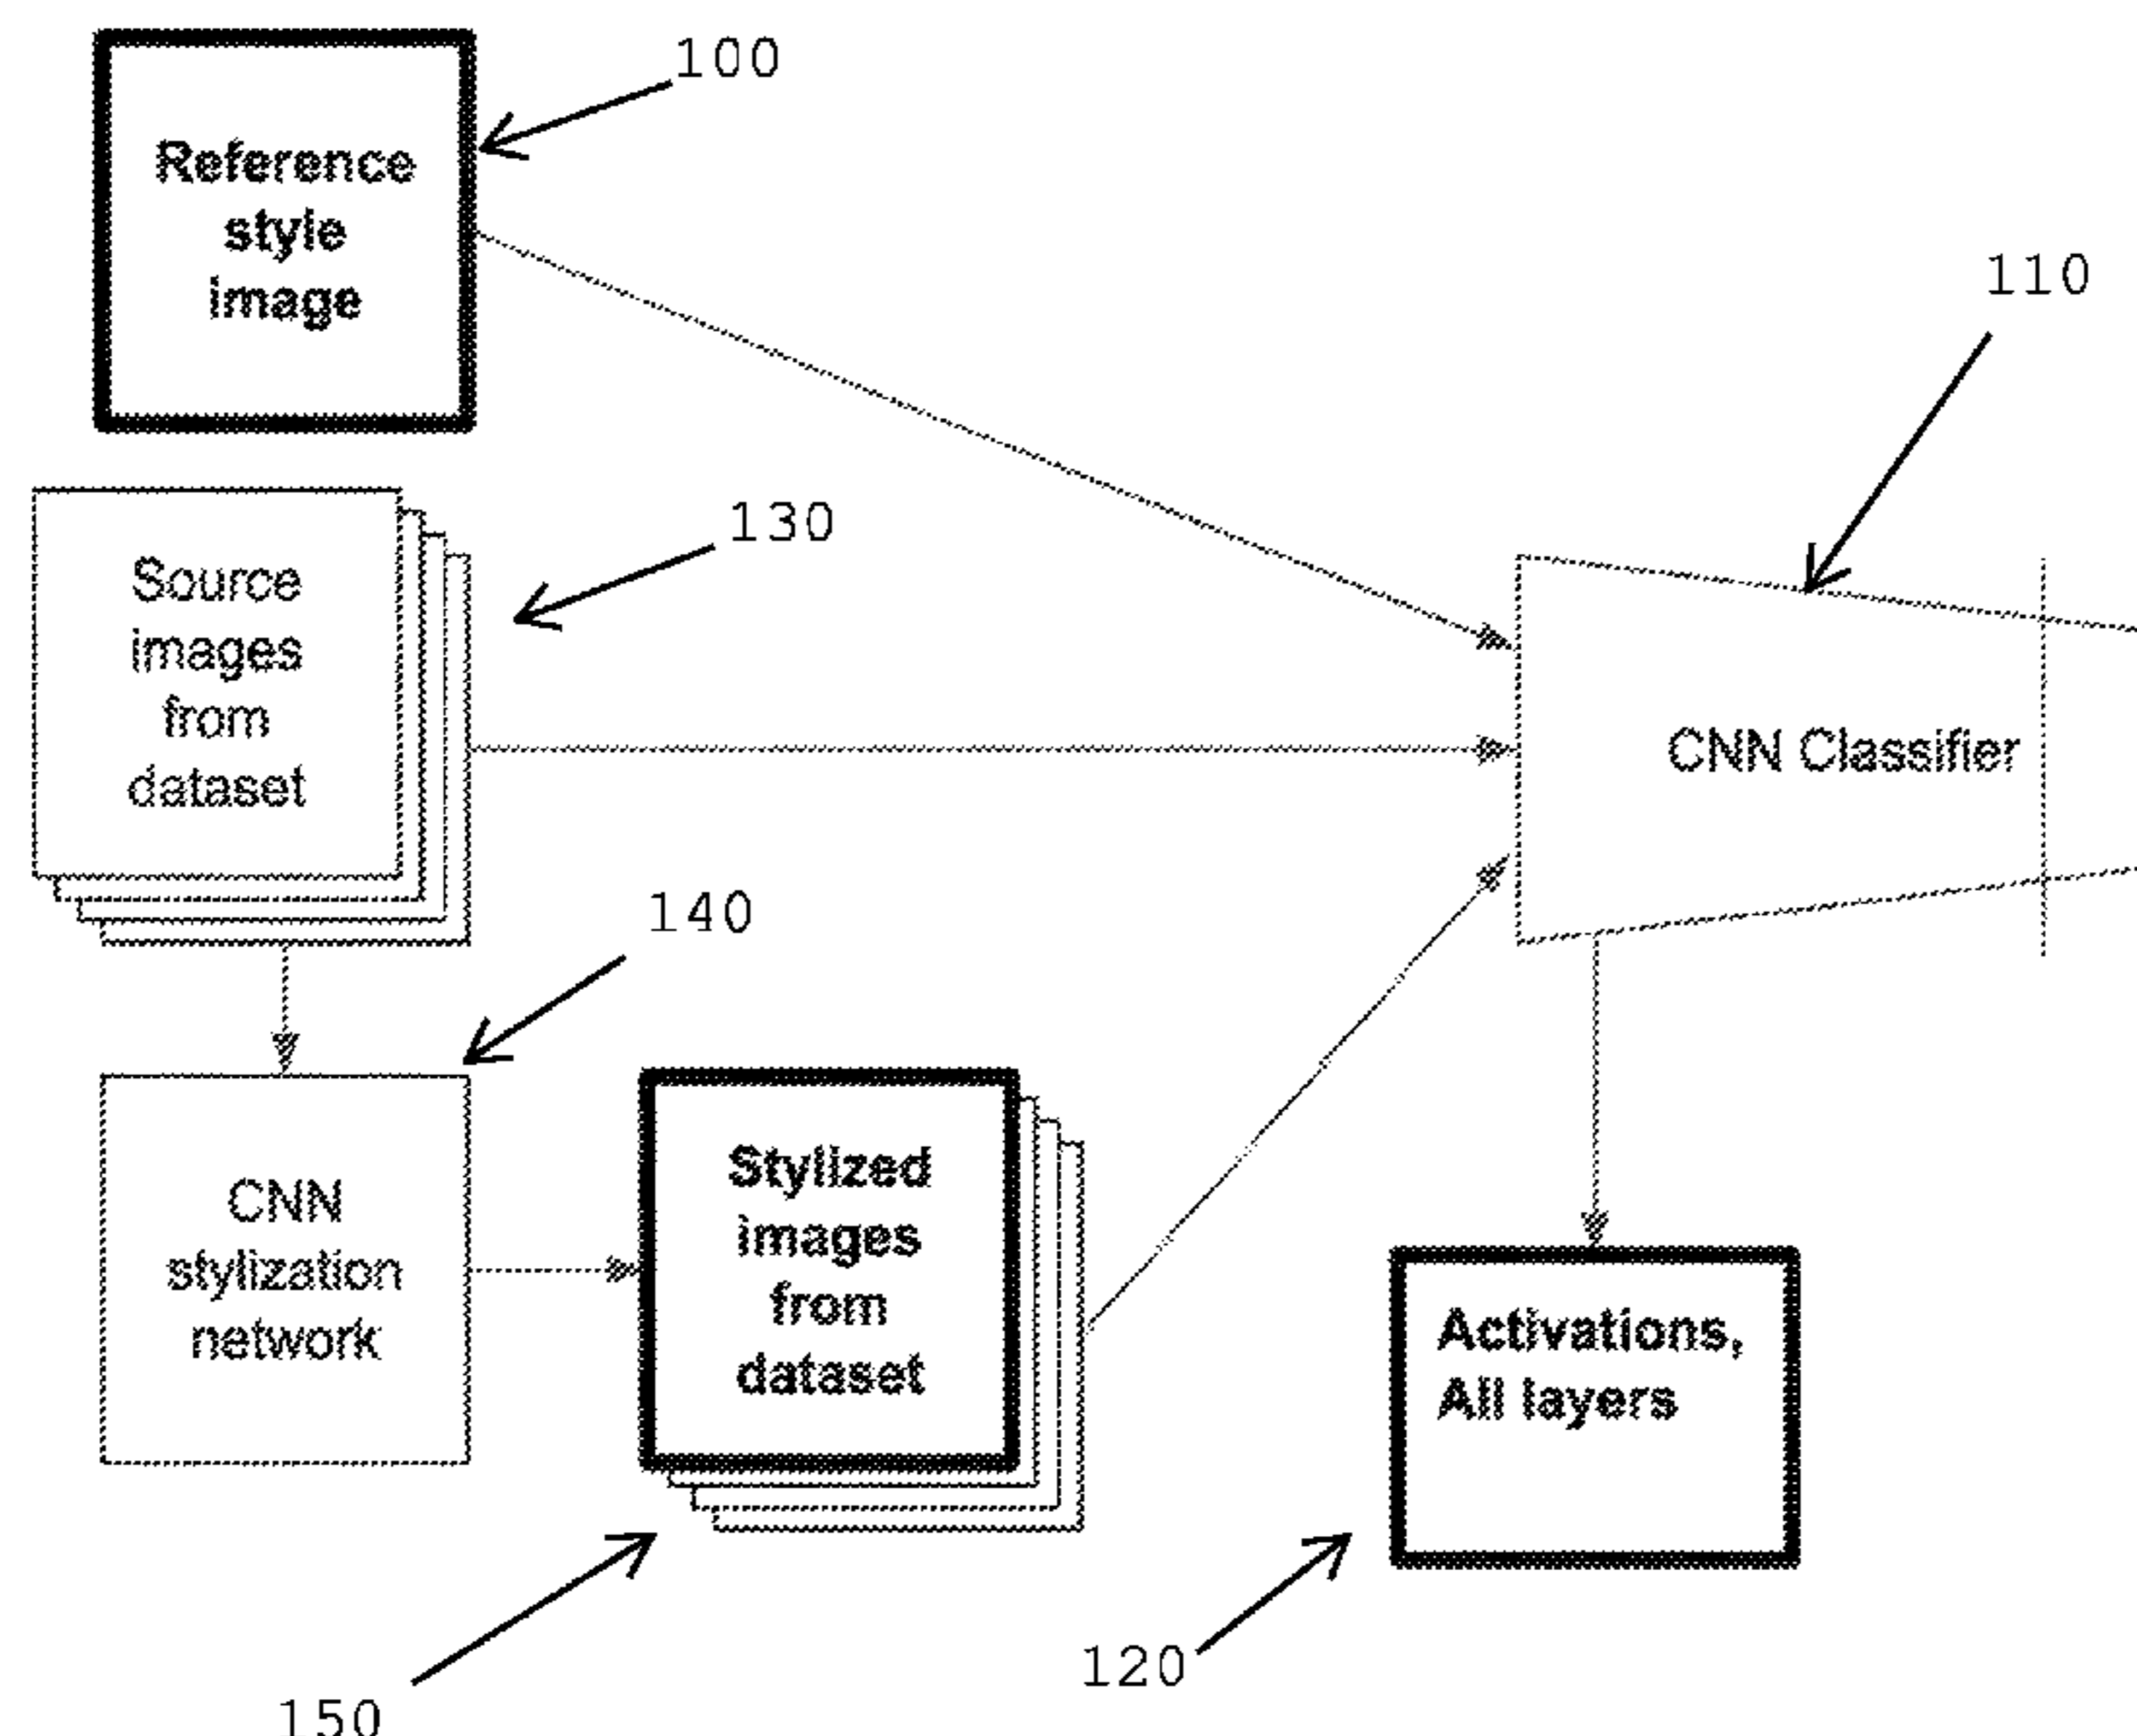 100
Reference
style
image
110
130
Source
images
from
dataset
CNN Classifier
140
CNN
stylization
network
Stylized
images
from
dataset
Activations,
All layers
120
150